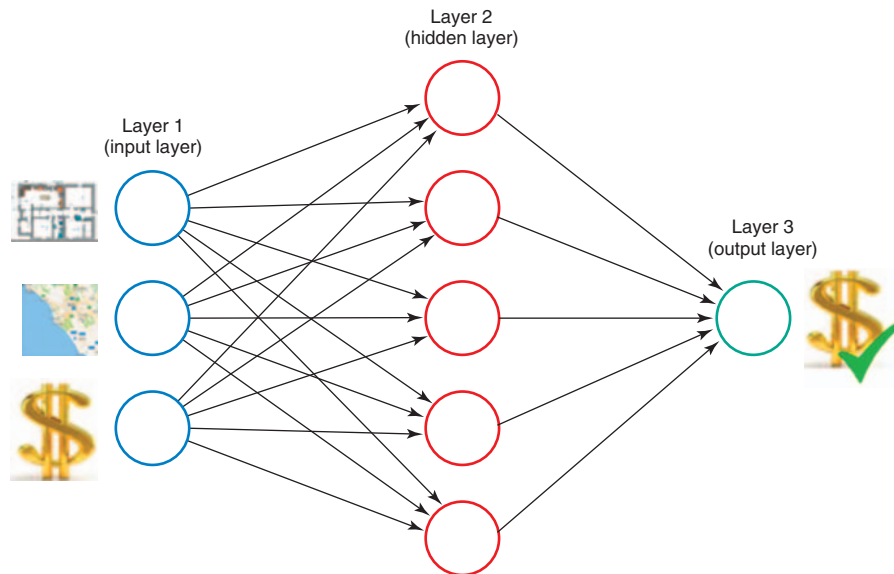 Layer 2
(hidden layer)
Layer 1
(input layer)
Layer 3
(output layer)